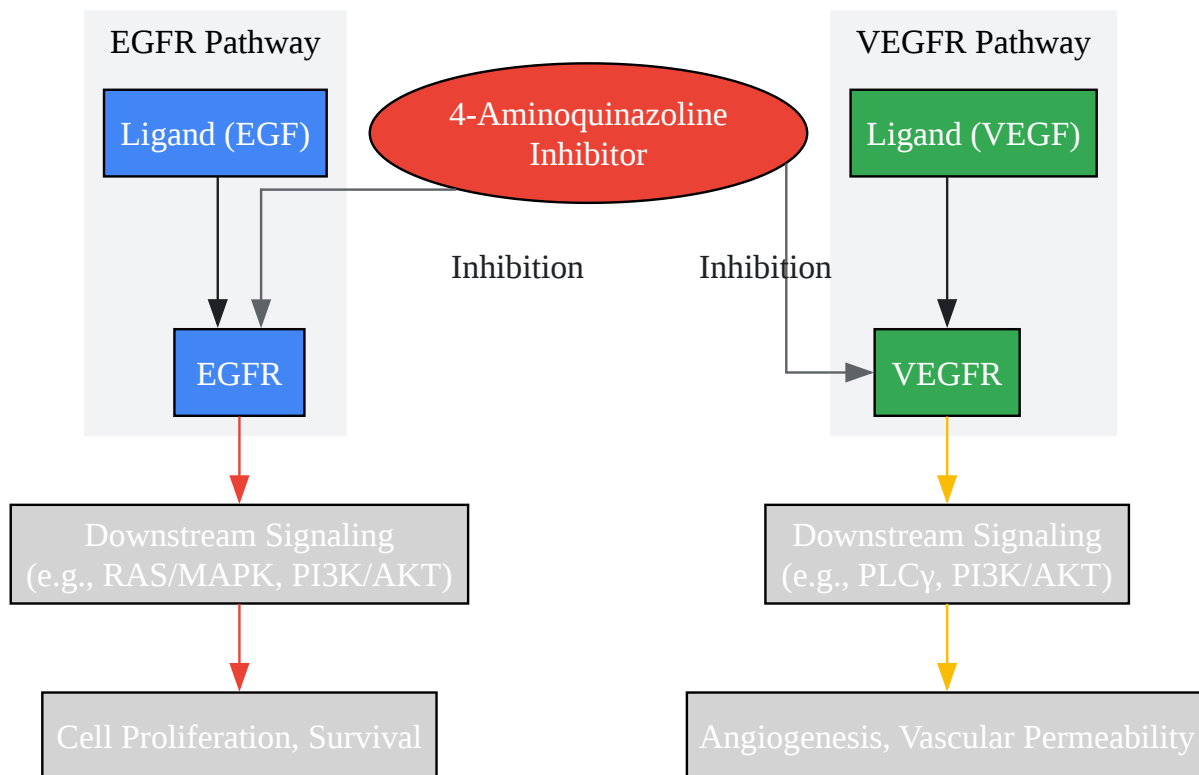 EGFR Pathway
VEGFR Pathway
Ligand (EGF)
4-Aminoquinazoline
Inhibitor
Ligand (VEGF)
Inhibition
Inhibition
EGFR
VEGFR
Downstream Signaling
(e.g., RAS/MAPK, PI3K/AKT)
Downstream Signaling
(e.g., PLCγ, PI3K/AKT)
Cell Proliferation, Survival
Angiogenesis, Vascular Permeability